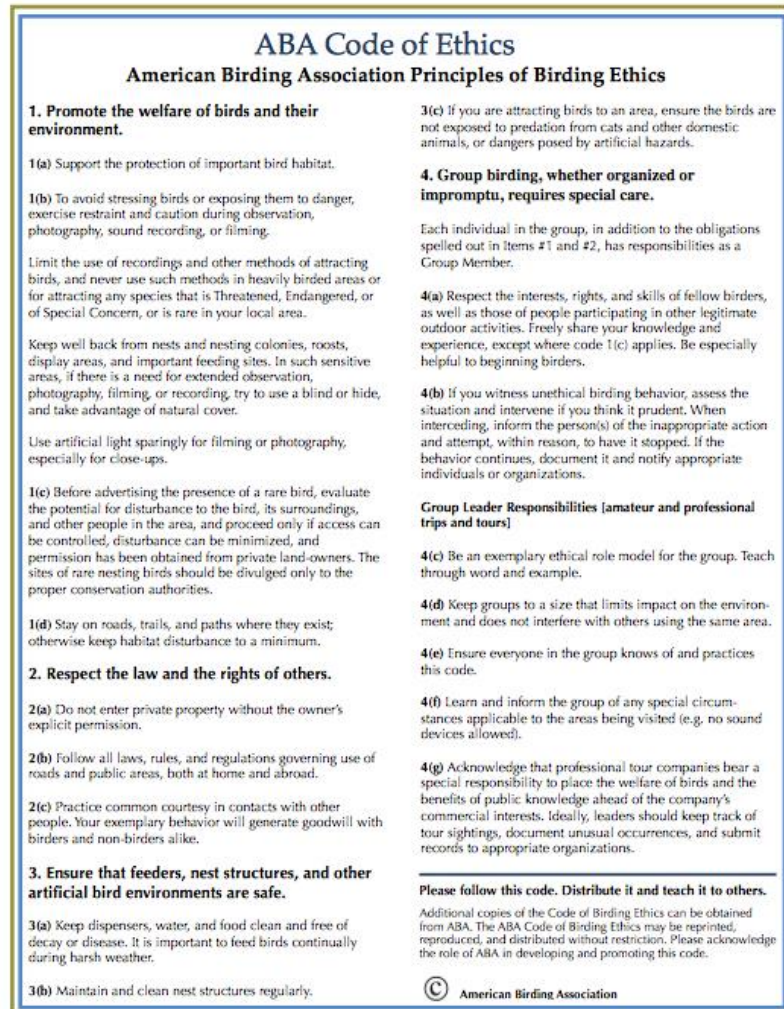 ABA Code of Ethics
American Birding Association Principles of Birding Ethics
1. Promote the welfare of birds and their
environment.
1(a) Support the protection of important bird habitat.
1(b) To avoid stressing birds or exposing them to danger,
exercise restraint and caution during observation,
photography, sound recording, or filming.
Limit the use of recordings and other methods of attracting
birds, and never use such methods in heavily birded areas or
for attracting any species that is Threatened, Endangered, or
of Special Concern, or is rare in your local area.
Keep well back from nests and nesting colonies, roosts,
display areas, and important feeding sites. In such sensitive
areas, if there is a need for extended observation,
photography, filming, or recording, try to use a blind or hide,
and take advantage of natural cover.
Use artificial light sparingly for filming or photography,
especially for close-ups.
1(c) Before advertising the presence of a rare bird, evaluate
the potential for disturbance to the bird, its surroundings,
and other people in the area, and proceed only if access can
be controlled, disturbance can be minimized, and
permission has been obtained from private land-owners. The
sites of rare nesting birds should be divulged only to the
proper conservation authorities.
1(d) Stay on roads, trails, and paths where they exist;
otherwise keep habitat disturbance to a minimum.
2. Respect the law and the rights of others.
2(a) Do not enter private property without the owner's
explicit permission.
2(b) Follow all laws, rules, and regulations governing use of
roads and public areas, both at home and abroad.
2(c) Practice common courtesy in contacts with other
people. Your exemplary behavior will generate goodwill with
birders and non-birders alike.
3. Ensure that feeders, nest structures, and other
artificial bird environments are safe.
3(a) Keep dispensers, water, and food clean and free of
decay or disease. It is important to feed birds continually
during harsh weather.
3(b) Maintain and clean nest structures regularly.
3(c) If you are attracting birds to an area, ensure the birds are
not exposed to predation from cats and other domestic
animals, or dangers posed by artificial hazards.
4. Group birding, whether organized or
impromptu, requires special care.
Each individual in the group, in addition to the obligations
spelled out in Items #1 and #2, has responsibilities as a
Group Member.
4(a) Respect the interests, rights, and skills of fellow birders,
as well as those of people participating in other legitimate
outdoor activities. Freely share your knowledge and
experience, except where code 1(c) applies. Be especially
helpful to beginning birders.
4(b) If you witness unethical birding behavior, assess the
situation and intervene if you think it prudent. When
interceding, inform the person(s) of the inappropriate action
and attempt, within reason, to have it stopped. If the
behavior continues, document it and notify appropriate
individuals or organizations.
Group Leader Responsibilities [amateur and professional
trips and tours]
4(c) Be an exemplary ethical role model for the group. Teach
through word and example.
4(d) Keep groups to a size that limits impact on the environ-
ment and does not interfere with others using the same area.
4(e) Ensure everyone in the group knows of and practices
this code.
4(f) Learn and inform the group of any special circum-
stances applicable to the areas being visited (e.g. no sound
devices allowed).
4(g) Acknowledge that professional tour companies bear a
special responsibility to place the welfare of birds and the
benefits of public knowledge ahead of the company's
commercial interests. Ideally, leaders should keep track of
tour sightings, document unusual occurrences, and submit
records to appropriate organizations.
Please follow this code. Distribute it and teach it to others.
Additional copies of the Code of Birding Ethics can be obtained
from ABA. The ABA Code of Birding Ethics may be reprinted,
reproduced, and distributed without restriction. Please acknowledge
the role of ABA in developing and promoting this code.
© American Birding Association